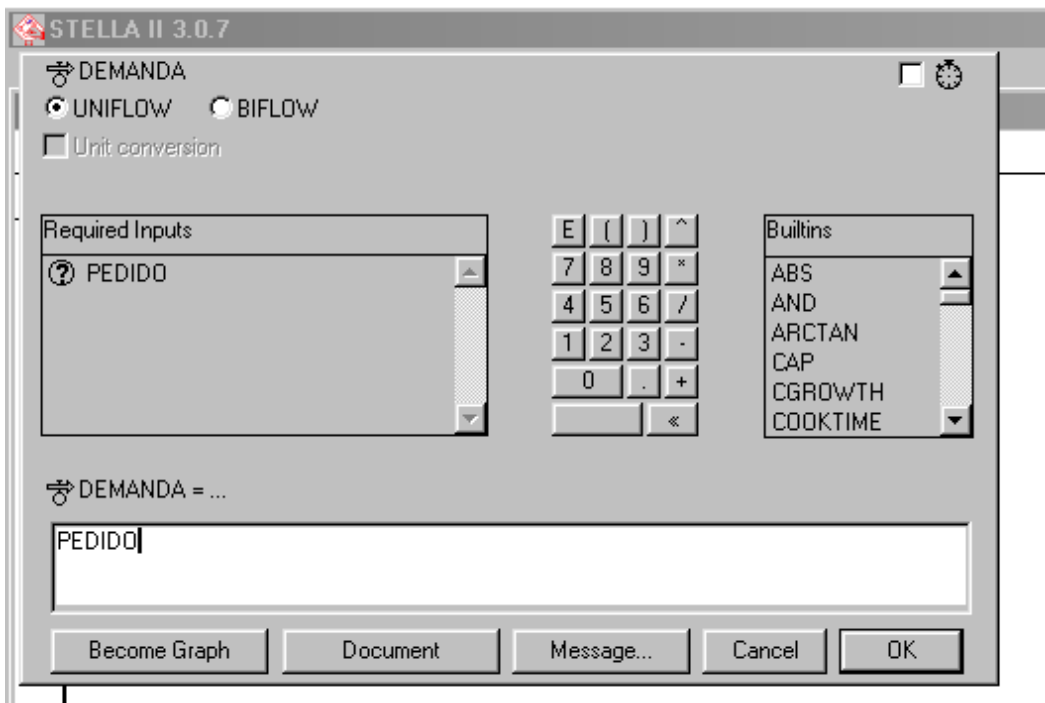 STELLA II 3.0.7
DEMANDA
UNIFLOW BIFLOW
Unit conversion
Required Inputs
PEDIDO
E ( ) ^
7 8 9 *
4 5 6 /
1 2 3 -
0 . +
«
Builtins
ABS
AND
ARCTAN
CAP
CGROWTH
COOKTIME
DEMANDA = ...
PEDIDO
Become Graph Document Message... Cancel OK